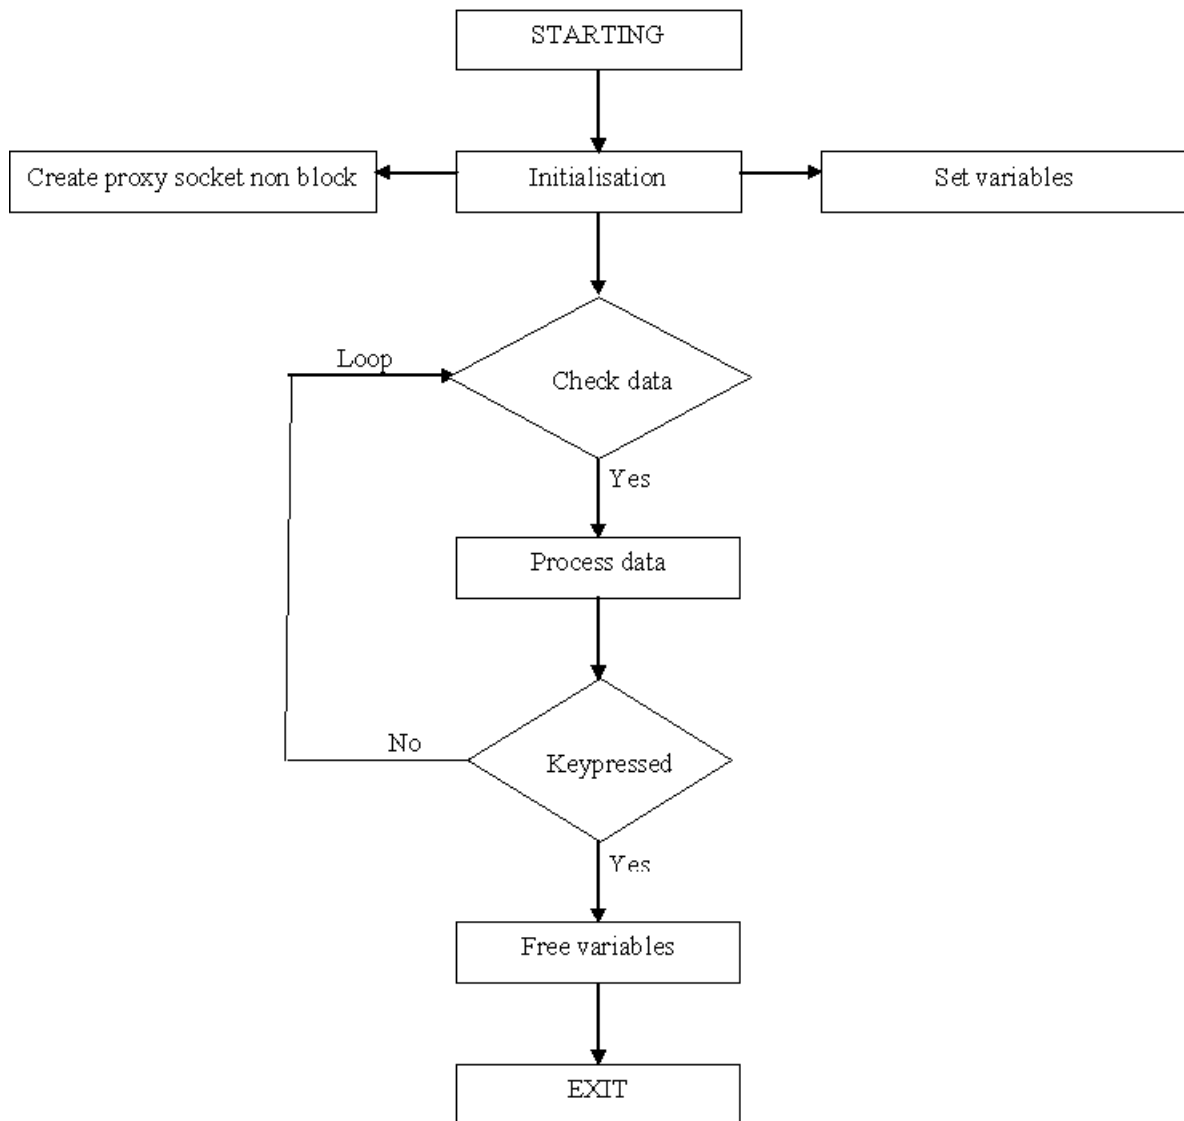 STARTING
Create proxy socket non block
Initialisation
Set variables
Loop
Check data
Yes
Process data
No
Keypressed
Yes
Free variables
EXIT